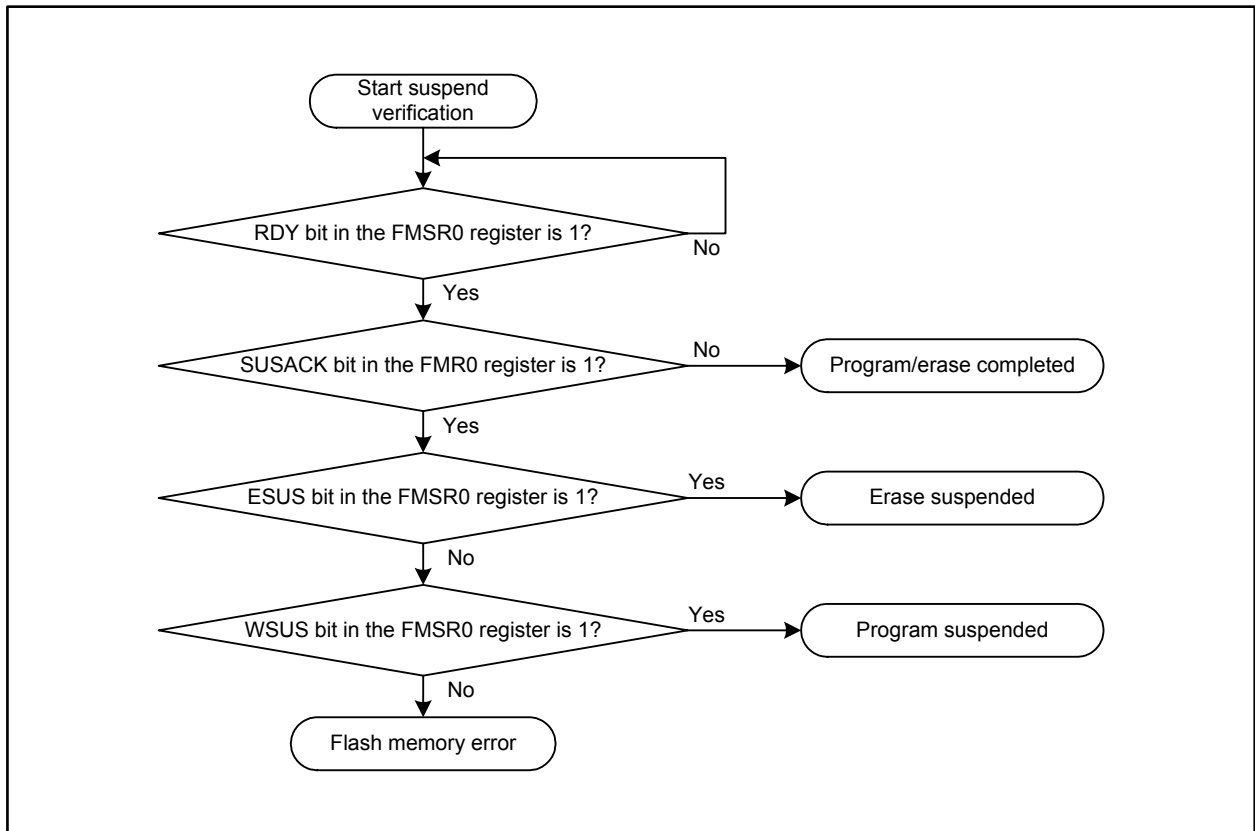 Start suspend
verification
RDY bit in the FMSR0 register is 1?
No
Yes
SUSACK bit in the FMR0 register is 1?
No
Program/erase completed
Yes
ESUS bit in the FMSR0 register is 1?
Yes
Erase suspended
No
WSUS bit in the FMSR0 register is 1?
Yes
Program suspended
No
Flash memory error